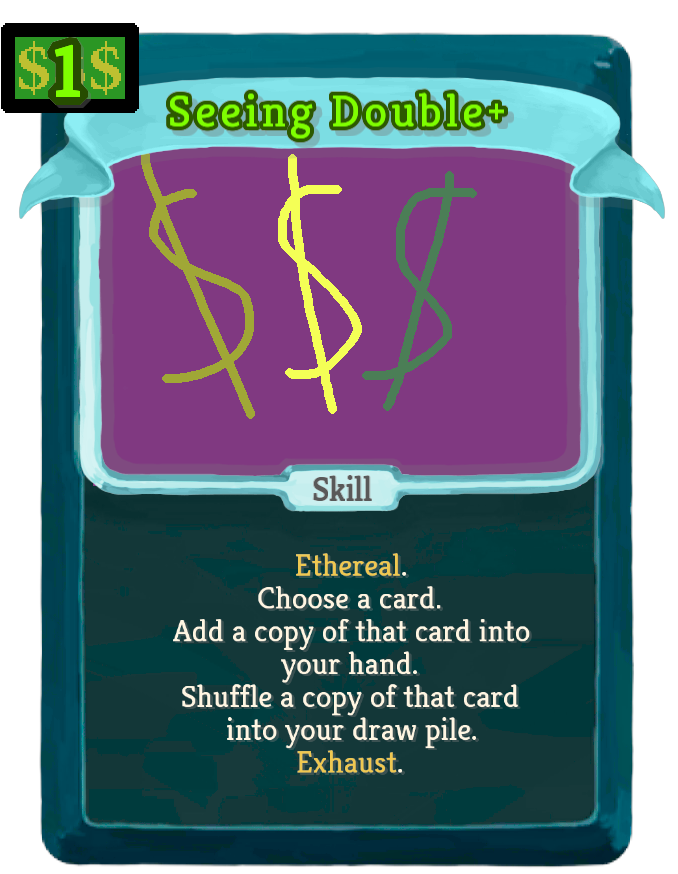 $1$
Seeing Double+
$ $ $
Skill
Ethereal.
Choose a card.
Add a copy of that card into
your hand.
Shuffle a copy of that card
into your draw pile.
Exhaust.